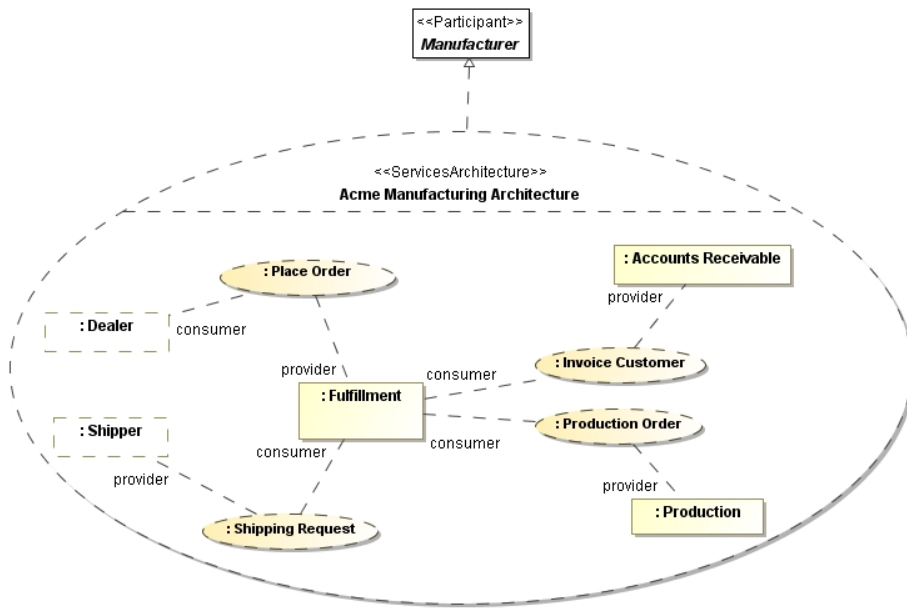 <<Participant>>
Manufacturer
<<ServicesArchitecture>>
Acme Manufacturing Architecture
: Place Order
: Accounts Receivable
provider
: Dealer
consumer
: Invoice Customer
provider
consumer
: Fulfillment
: Shipper
: Production Order
consumer
consumer
provider
provider
: Production
: Shipping Request